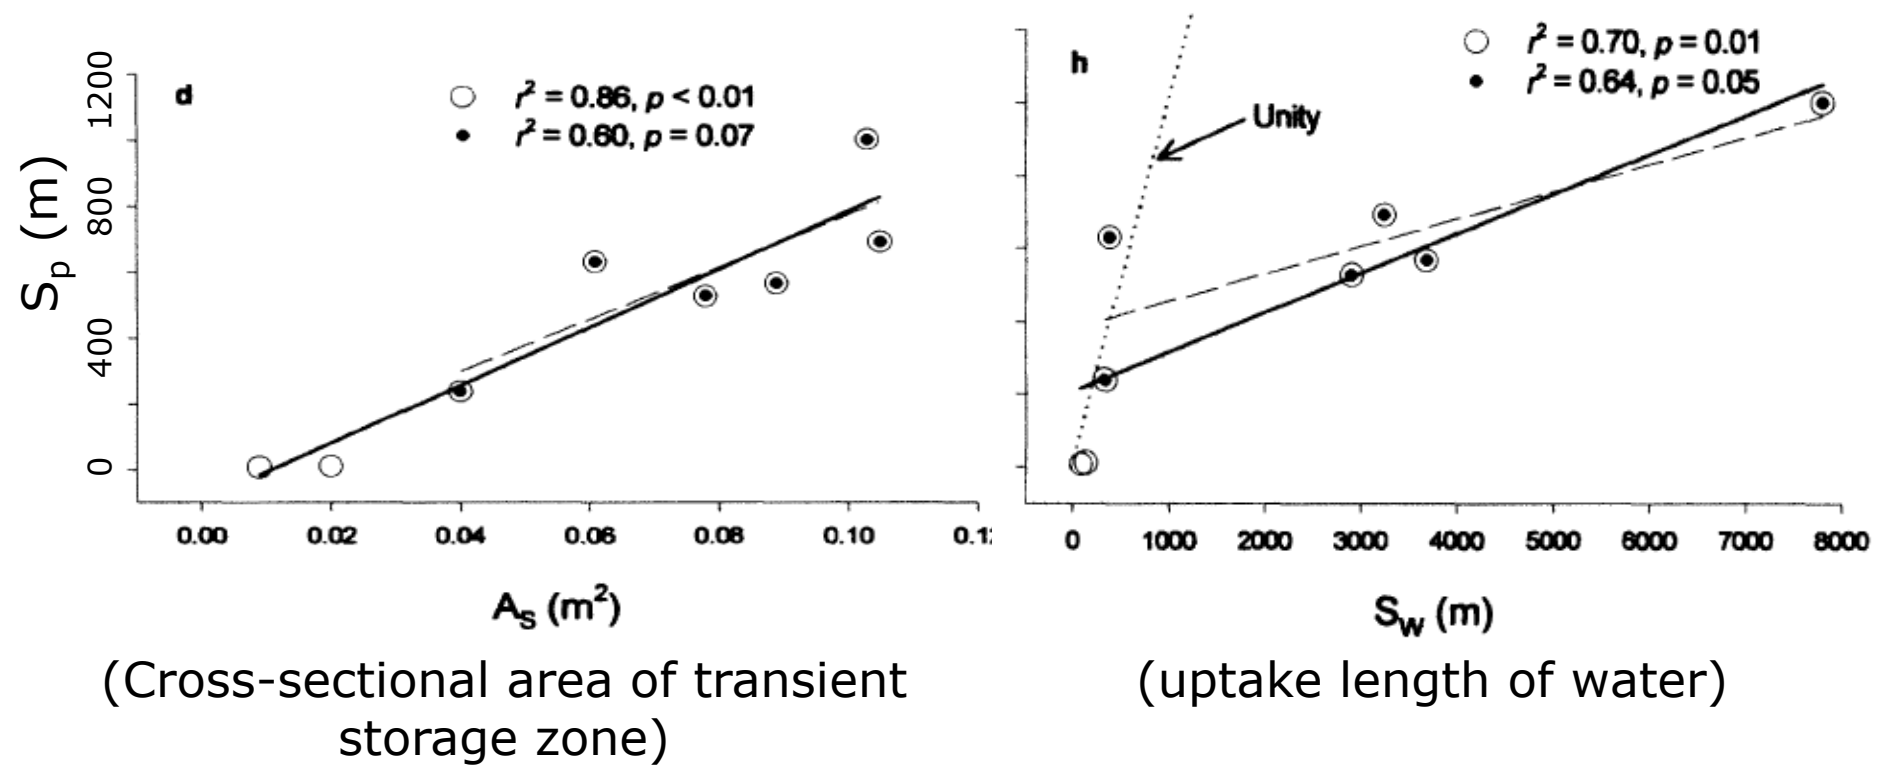 d
r² = 0.86, p < 0.01
r² = 0.60, p = 0.07
Sp (m)
1200
800
400
0
0.00 0.02 0.04 0.06 0.08 0.10 0.1
As (m²)
(Cross-sectional area of transient
storage zone)
h
r² = 0.70, p = 0.01
r² = 0.64, p = 0.05
Unity
0 1000 2000 3000 4000 5000 6000 7000 8000
Sw (m)
(uptake length of water)